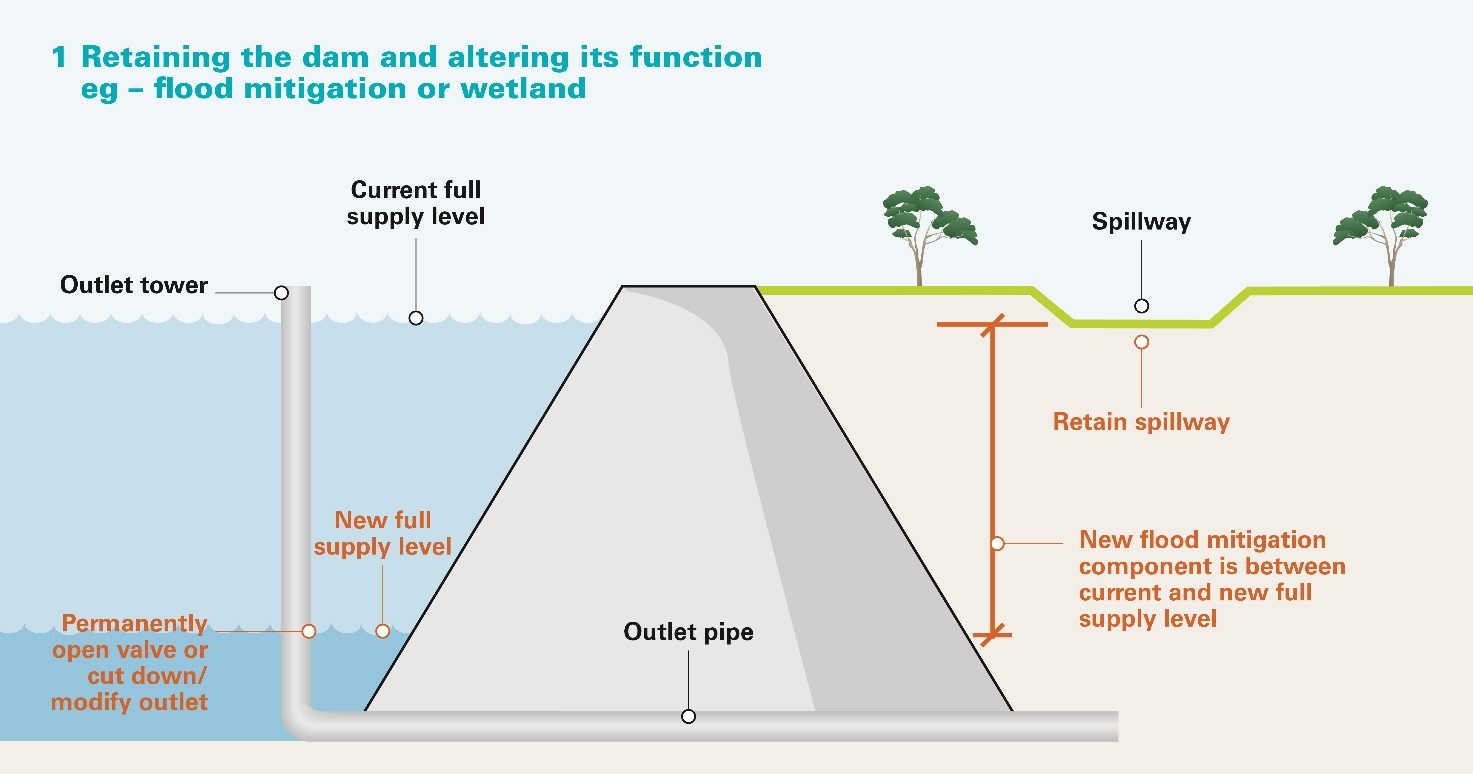 1 Retaining the dam and altering its function
eg – flood mitigation or wetland
Current full
supply level
Outlet tower
Spillway
Retain spillway
New full
supply level
New flood mitigation
component is between
current and new full
supply level
Permanently
open valve or
cut down/
modify outlet
Outlet pipe